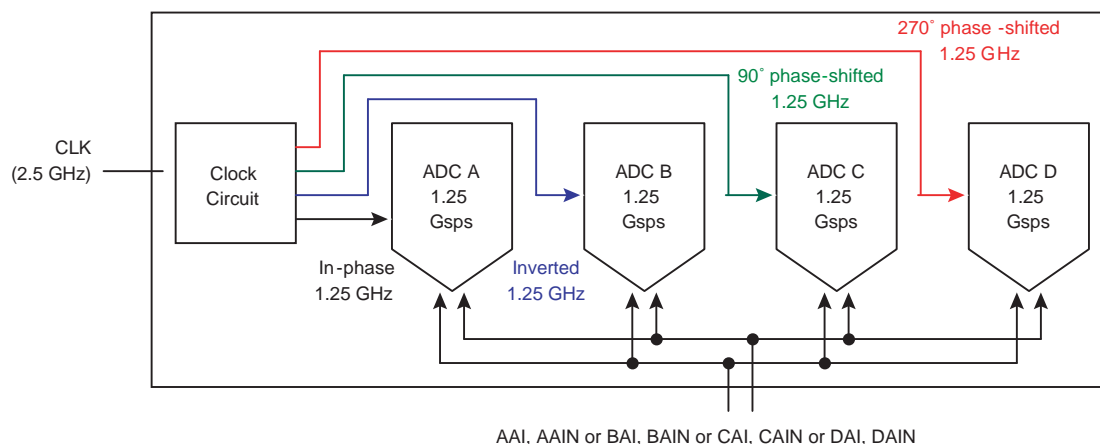 270° phase -shifted
1.25 GHz
90° phase-shifted
1.25 GHz
CLK
(2.5 GHz)
Clock
Circuit
ADC A
1.25
Gsps
ADC B
1.25
Gsps
ADC C
1.25
Gsps
ADC D
1.25
Gsps
In-phase
1.25 GHz
Inverted
1.25 GHz
AAI, AAIN or BAI, BAIN or CAI, CAIN or DAI, DAIN